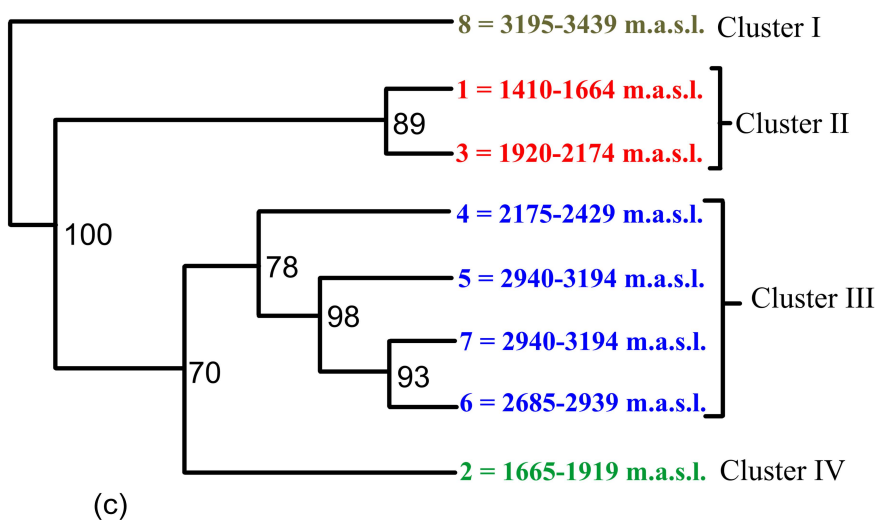 8 = 3195-3439 m.a.s.l. Cluster I
1 = 1410-1664 m.a.s.l.
89 Cluster II
3 = 1920-2174 m.a.s.l.
4 = 2175-2429 m.a.s.l.
100
78
5 = 2940-3194 m.a.s.l.
Cluster III
98
7 = 2940-3194 m.a.s.l.
70
93
6 = 2685-2939 m.a.s.l.
2 = 1665-1919 m.a.s.l. Cluster IV
(c)